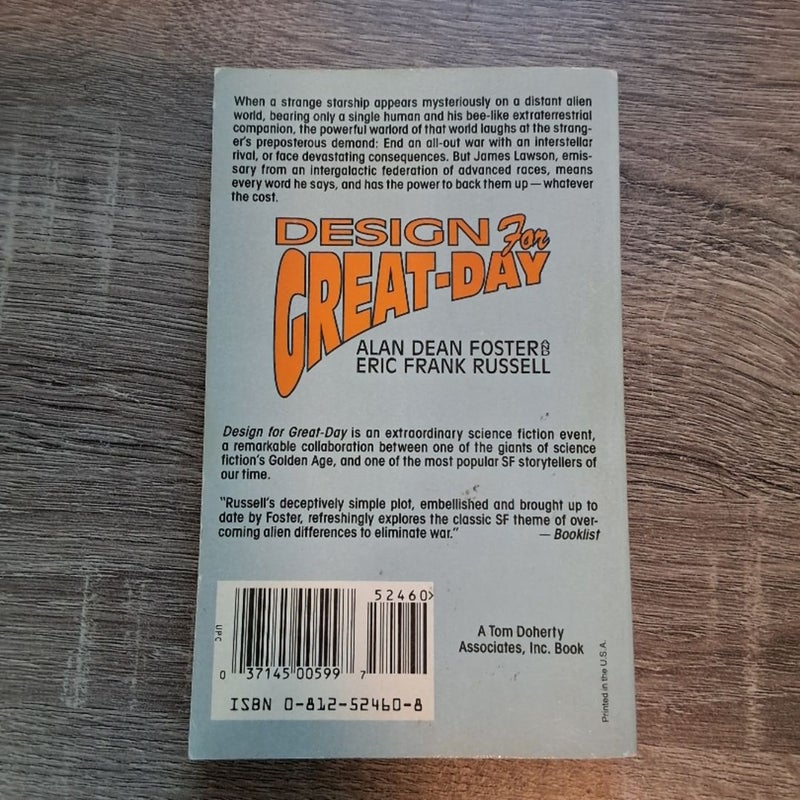 When a strange starship appears mysteriously on a distant alien
world, bearing only a single human and his bee-like extraterrestrial
companion, the powerful warlord of that world laughs at the strang-
er's preposterous demand: End an all-out war with an interstellar
rival, or face devastating consequences. But James Lawson, emis-
sary from an intergalactic federation of advanced races, means
every word he says, and has the power to back them up — whatever
the cost.
DESIGN For
GREAT-DAY
ALAN DEAN FOSTER AND
ERIC FRANK RUSSELL
Design for Great-Day is an extraordinary science fiction event,
a remarkable collaboration between one of the giants of science
fiction's Golden Age, and one of the most popular SF storytellers of
our time.
"Russell's deceptively simple plot, embellished and brought up to
date by Foster, refreshingly explores the classic SF theme of over-
coming alien differences to eliminate war." — Booklist
52460>
UPC
0 37145 00599 7
ISBN 0-812-52460-8
A Tom Doherty
Associates, Inc. Book
Printed in the U.S.A.